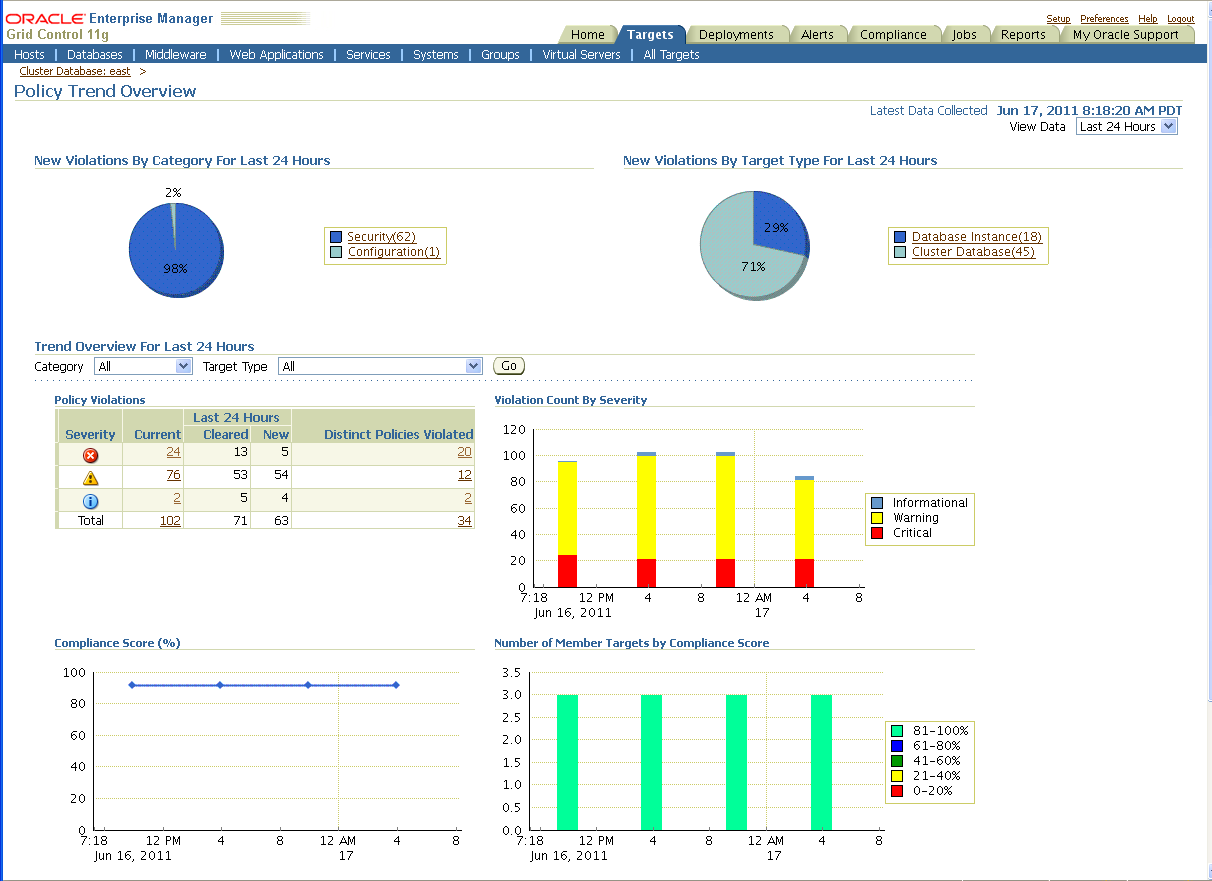 ORACLE Enterprise Manager
Grid Control 11g
Setup Preferences Help Logout
Home Targets Deployments Alerts Compliance Jobs Reports My Oracle Support
Hosts | Databases | Middleware | Web Applications | Services | Systems | Groups | Virtual Servers | All Targets
Cluster Database: east >
Policy Trend Overview
Latest Data Collected Jun 17, 2011 8:18:20 AM PDT
View Data Last 24 Hours
New Violations By Category For Last 24 Hours
2%
98%
Security(62)
Configuration(1)
New Violations By Target Type For Last 24 Hours
29%
71%
Database Instance(18)
Cluster Database(45)
Trend Overview For Last 24 Hours
Category All Target Type All Go
Policy Violations
Last 24 Hours
Severity Current Cleared New Distinct Policies Violated
24 13 5 20
76 53 54 12
2 5 4 2
Total 102 71 63 34
Violation Count By Severity
120
100
80
60
40
20
0
7:18 12 PM 4 8 12 AM 4 8
Jun 16, 2011 17
Informational
Warning
Critical
Compliance Score (%)
100
80
60
40
20
0
7:18 12 PM 4 8 12 AM 4 8
Jun 16, 2011 17
Number of Member Targets by Compliance Score
3.5
3.0
2.5
2.0
1.5
1.0
0.5
0.0
7:18 12 PM 4 8 12 AM 4 8
Jun 16, 2011 17
81-100%
61-80%
41-60%
21-40%
0-20%